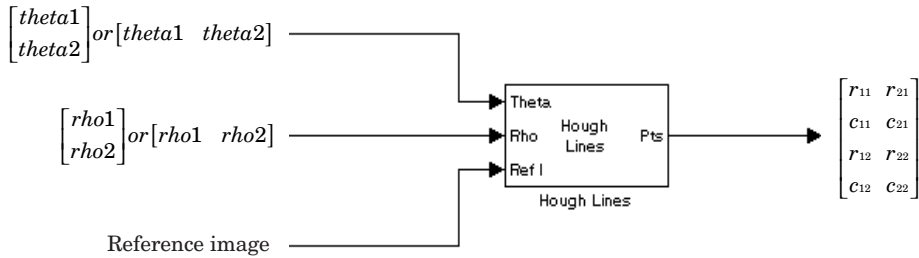 [theta1
theta2] or [theta1 theta2]
[rho1
rho2] or [rho1 rho2]
Reference image
Theta
Rho
Ref I
Hough
Lines
Pts
Hough Lines
r11 r21
c11 c21
r12 r22
c12 c22